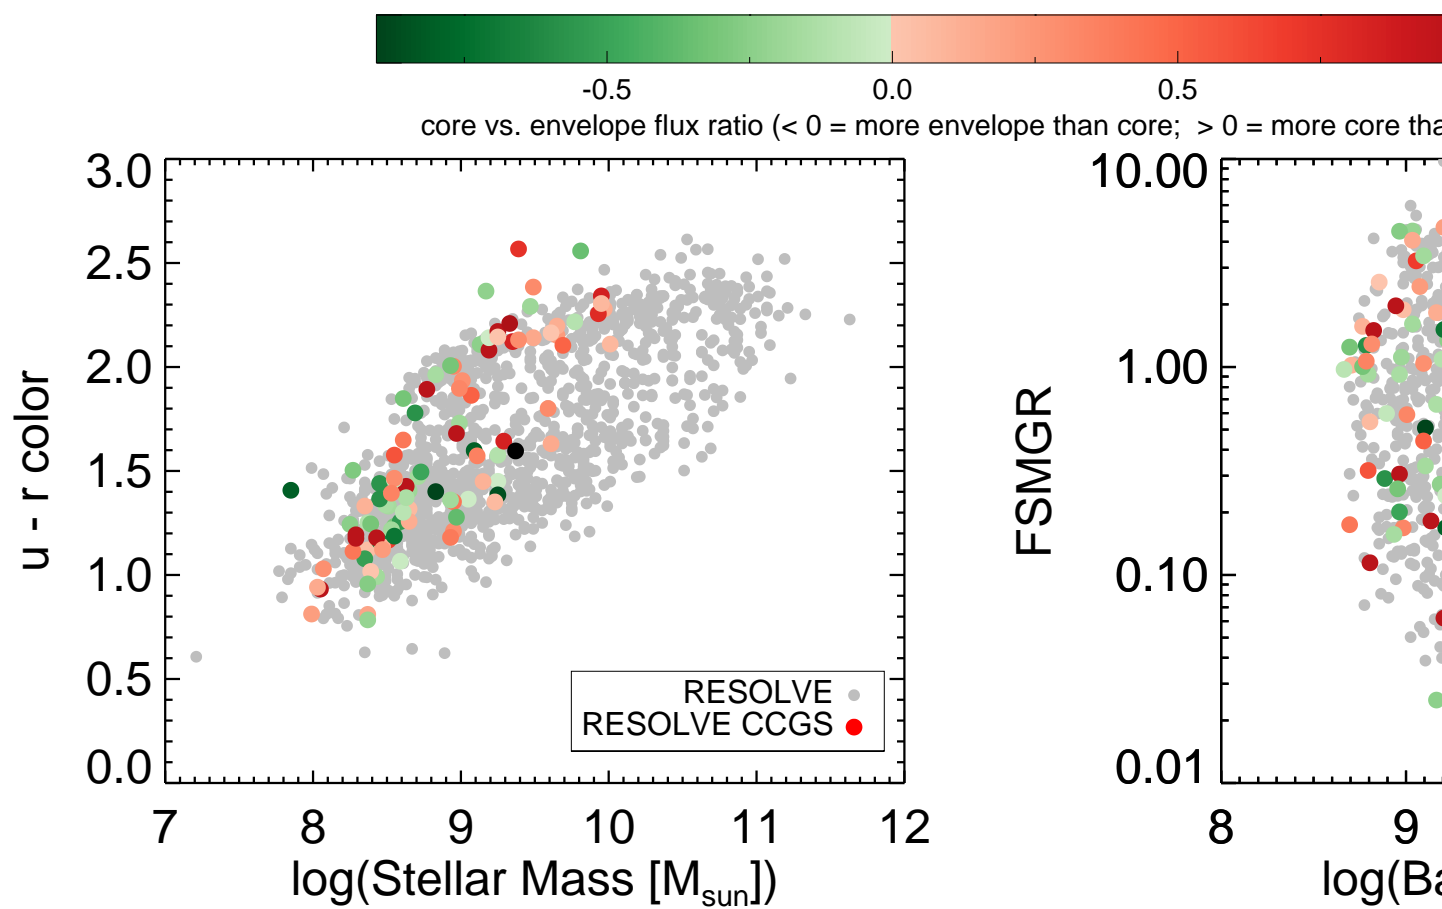 -0.5 0.0 0.5
core vs. envelope flux ratio (< 0 = more envelope than core; > 0 = more core tha
3.0
2.5
2.0
1.5
1.0
0.5
0.0
u - r color
RESOLVE
RESOLVE CCGS
7 8 9 10 11 12
log(Stellar Mass [Msun])
10.00
1.00
0.10
0.01
FSMGR
8 9
log(Ba